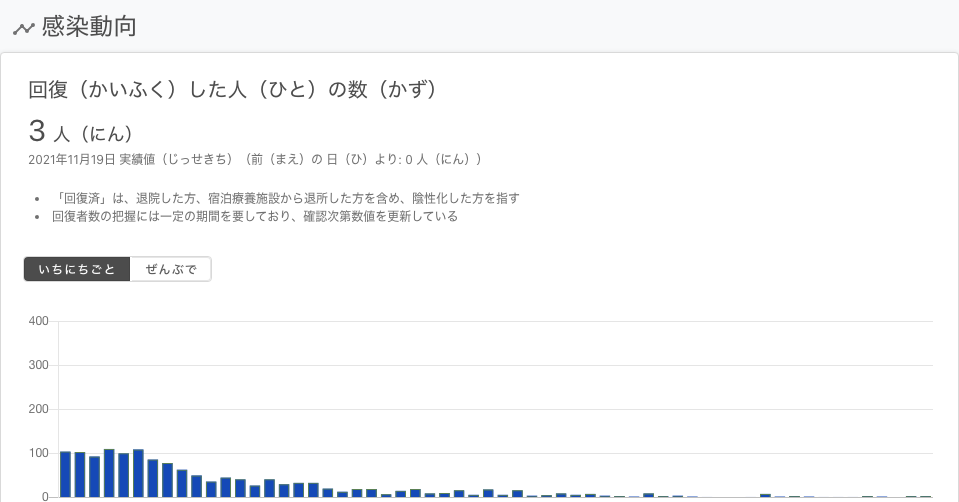 感染動向
回復（かいふく）した人（ひと）の数（かず）
3 人（にん）
2021年11月19日 実績値（じっせきち）（前（まえ）の 日（ひ）より: 0 人（にん））
「回復済」は、退院した方、宿泊療養施設から退所した方を含め、陰性化した方を指す
回復者数の把握には一定の期間を要しており、確認次第数値を更新している
いちにちごと ぜんぶで
400
300
200
100
0